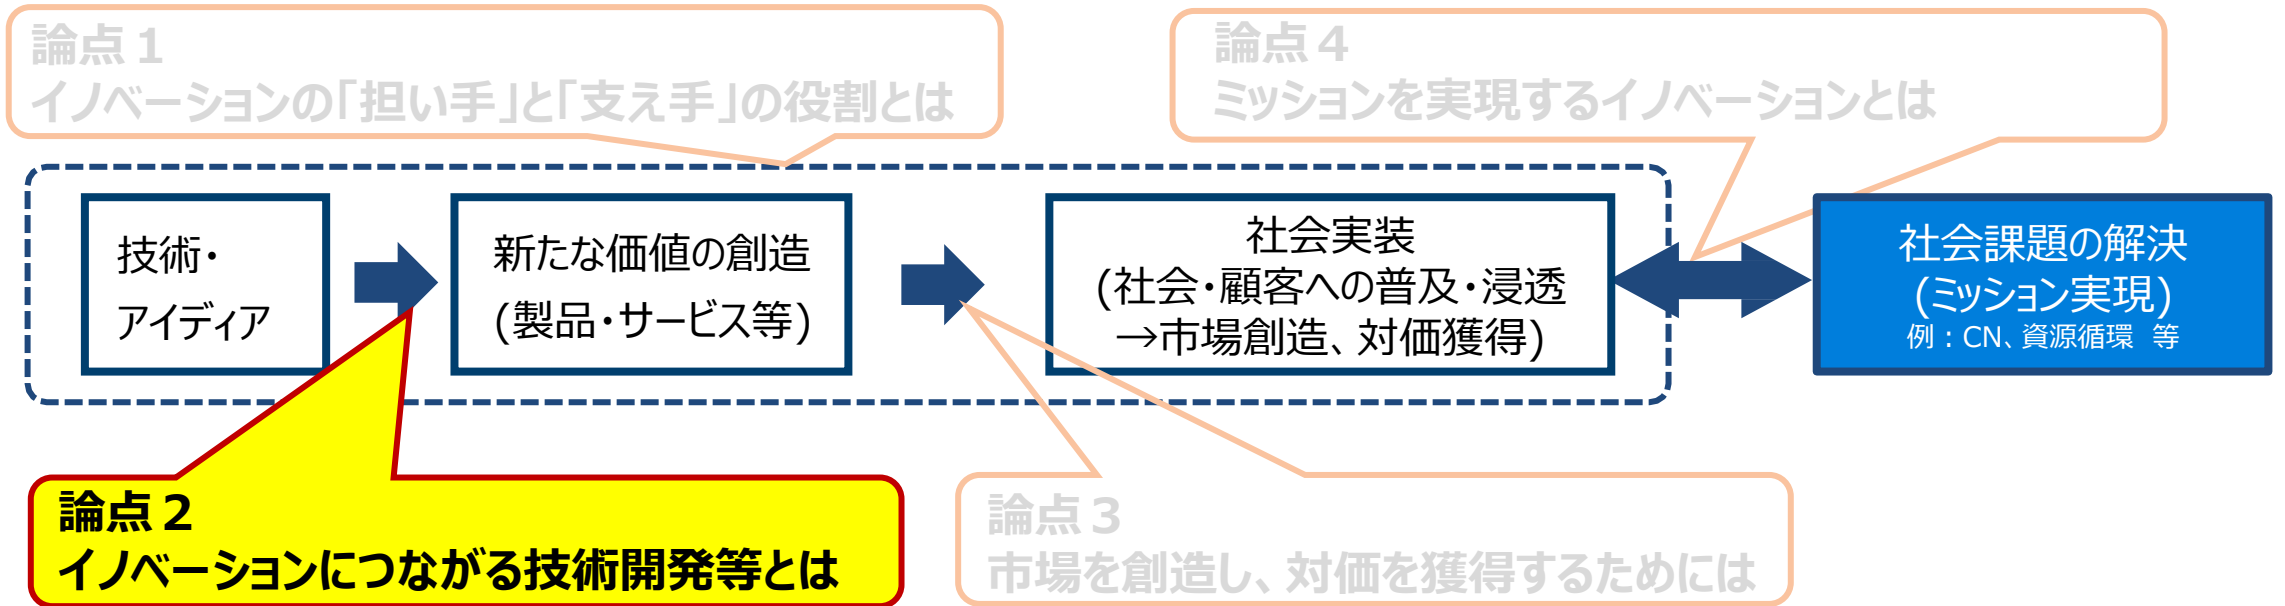 論点１
イノベーションの「担い手」と「支え手」の役割とは
論点４
ミッションを実現するイノベーションとは
技術・
アイディア
新たな価値の創造
(製品・サービス等)
社会実装
(社会・顧客への普及・浸透
→市場創造、対価獲得)
社会課題の解決
(ミッション実現)
例：CN、資源循環　等
論点２
イノベーションにつながる技術開発等とは
論点３
市場を創造し、対価を獲得するためには